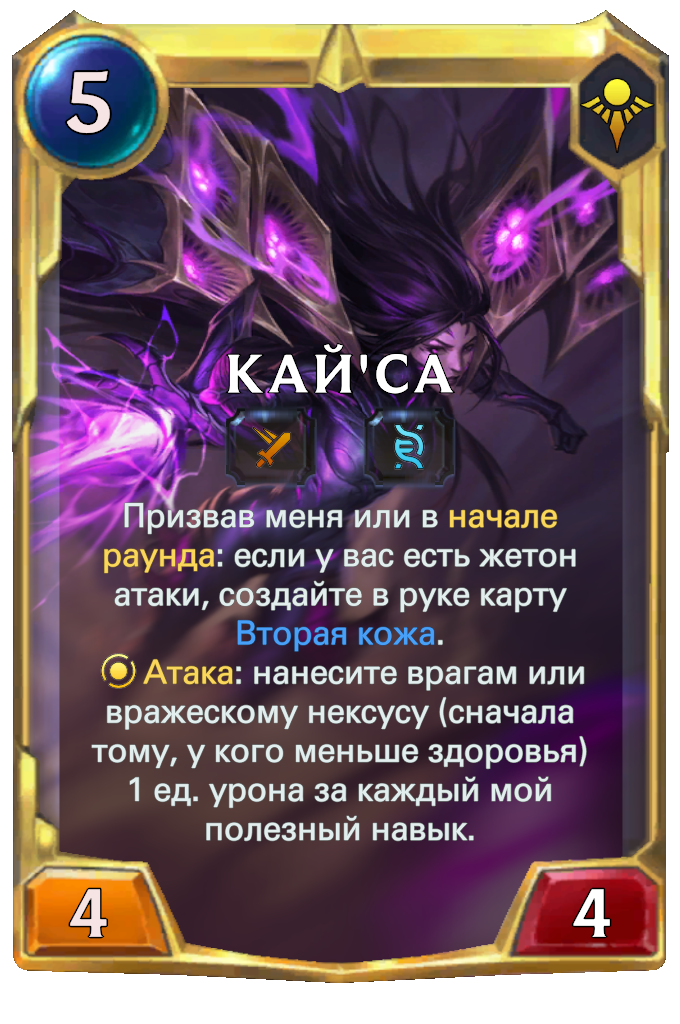 5
КАЙ'СА
Призвав меня или в начале
раунда: если у вас есть жетон
атаки, создайте в руке карту
Вторая кожа.
Атака: нанесите врагам или
вражескому нексусу (сначала
тому, у кого меньше здоровья)
1 ед. урона за каждый мой
полезный навык.
4
4